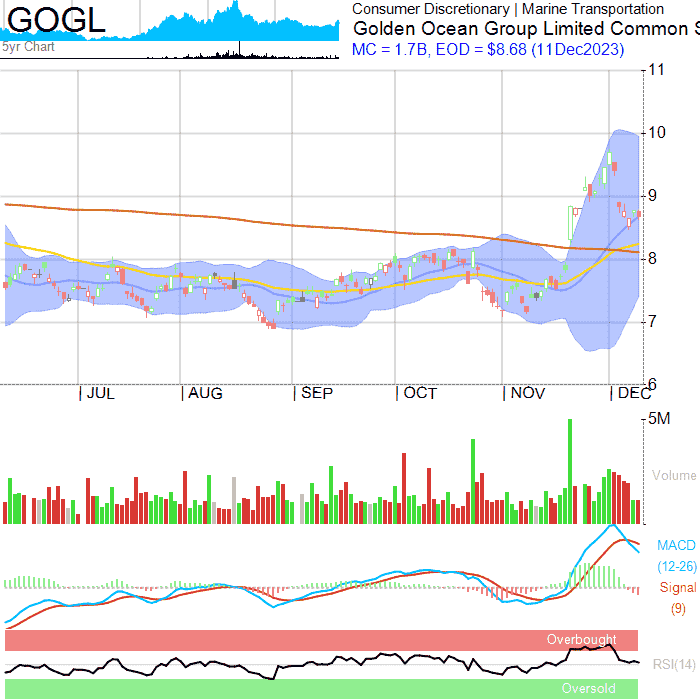 GOGL
5yr Chart
Consumer Discretionary | Marine Transportation
Golden Ocean Group Limited Common S
MC = 1.7B, EOD = $8.68 (11Dec2023)
11
10
9
8
7
6
JUL AUG SEP OCT NOV DEC
5M
Volume
MACD
(12-26)
Signal
(9)
Overbought
RSI(14)
Oversold